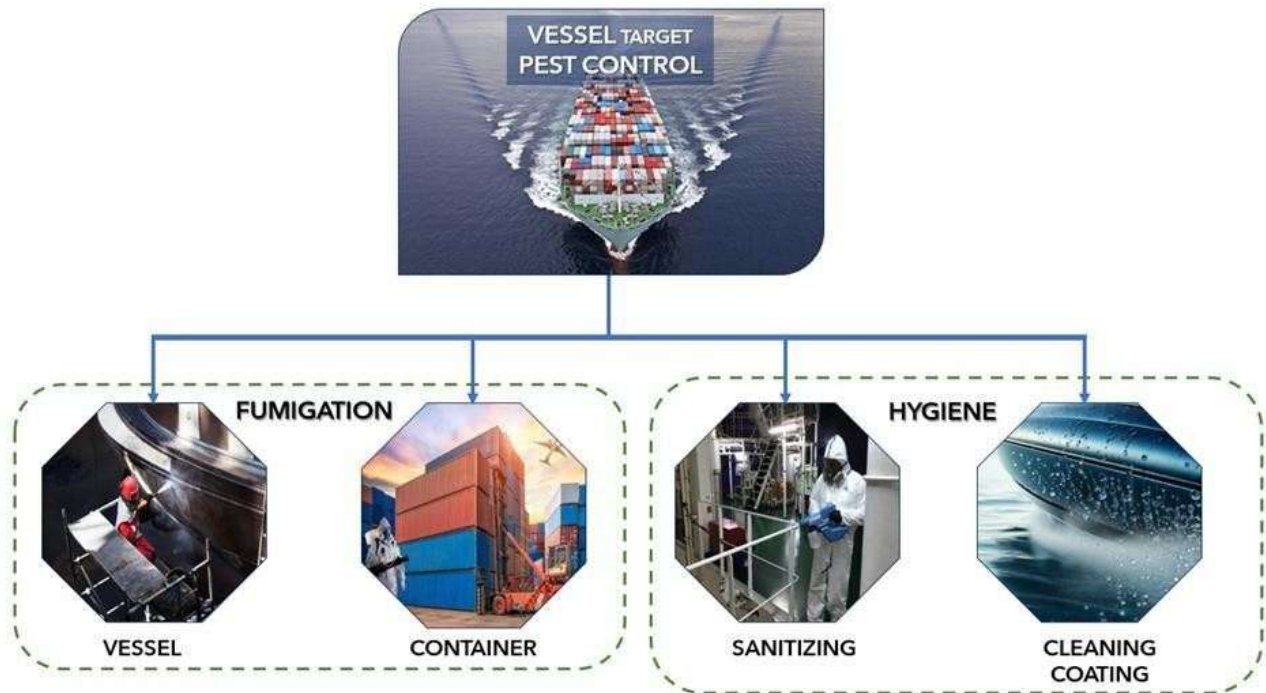 VESSEL TARGET
PEST CONTROL
FUMIGATION
HYGIENE
VESSEL
CONTAINER
SANITIZING
CLEANING
COATING